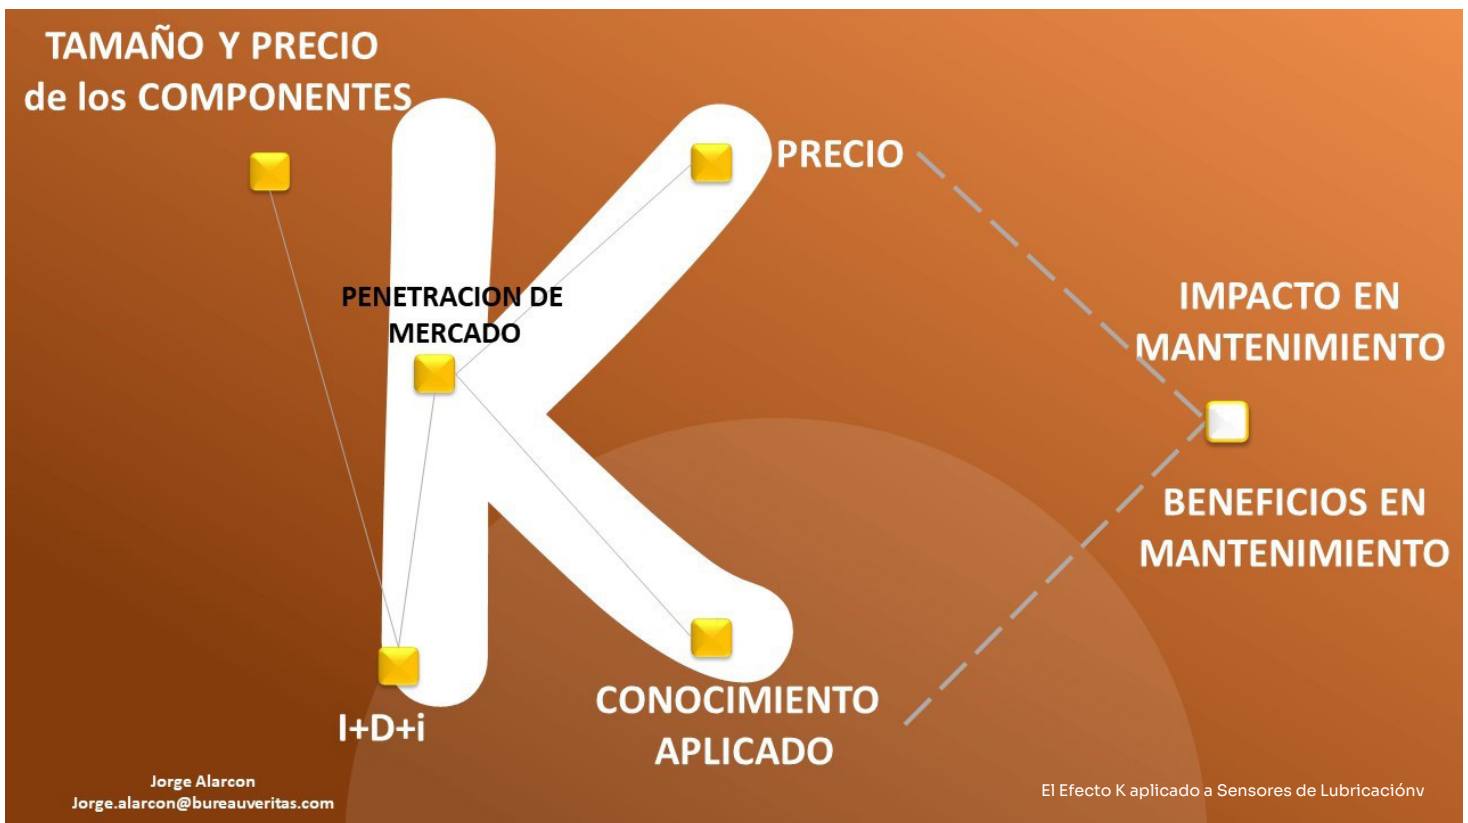 TAMAÑO Y PRECIO
de los COMPONENTES
PRECIO
PENETRACION DE
MERCADO
IMPACTO EN
MANTENIMIENTO
BENEFICIOS EN
MANTENIMIENTO
CONOCIMIENTO
APLICADO
I+D+i
Jorge Alarcon
Jorge.alarcon@bureauveritas.com
El Efecto K aplicado a Sensores de Lubricaciónv